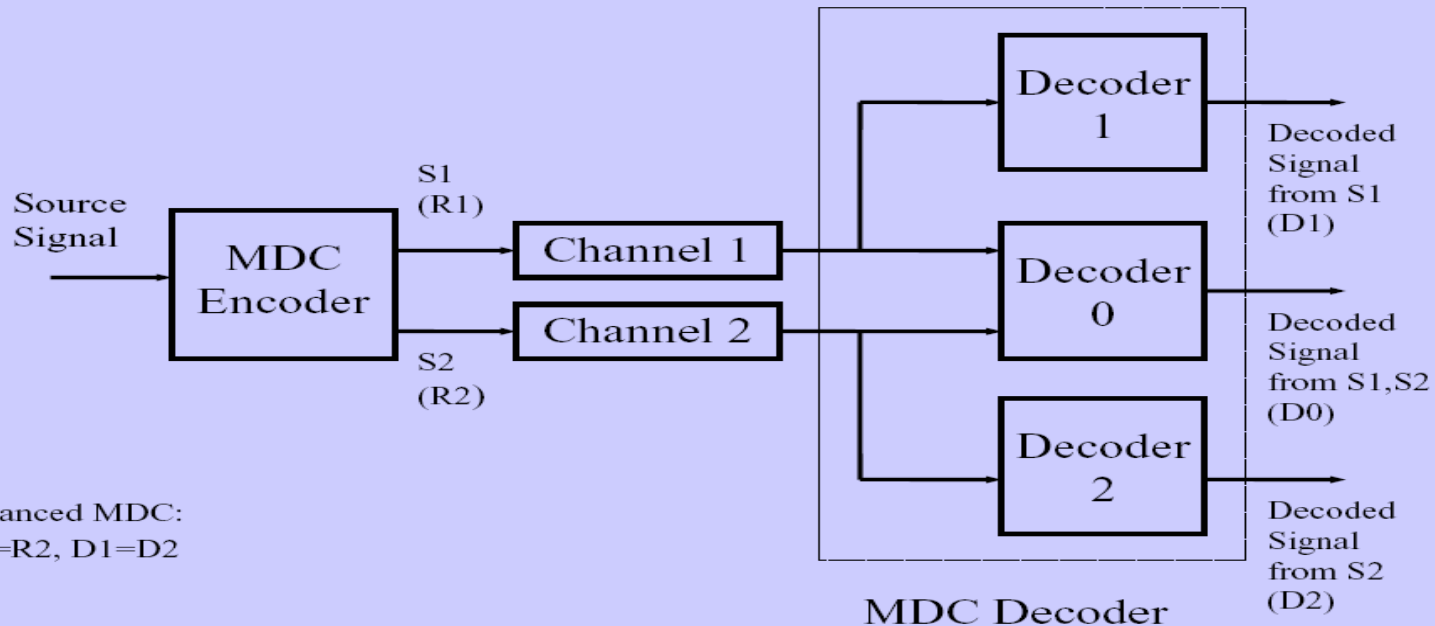 Source
Signal
MDC
Encoder
S1
(R1)
S2
(R2)
Channel 1
Channel 2
Decoder
1
Decoder
0
Decoder
2
Decoded
Signal
from S1
(D1)
Decoded
Signal
from S1,S2
(D0)
Decoded
Signal
from S2
(D2)
MDC Decoder
anced MDC:
=R2, D1=D2